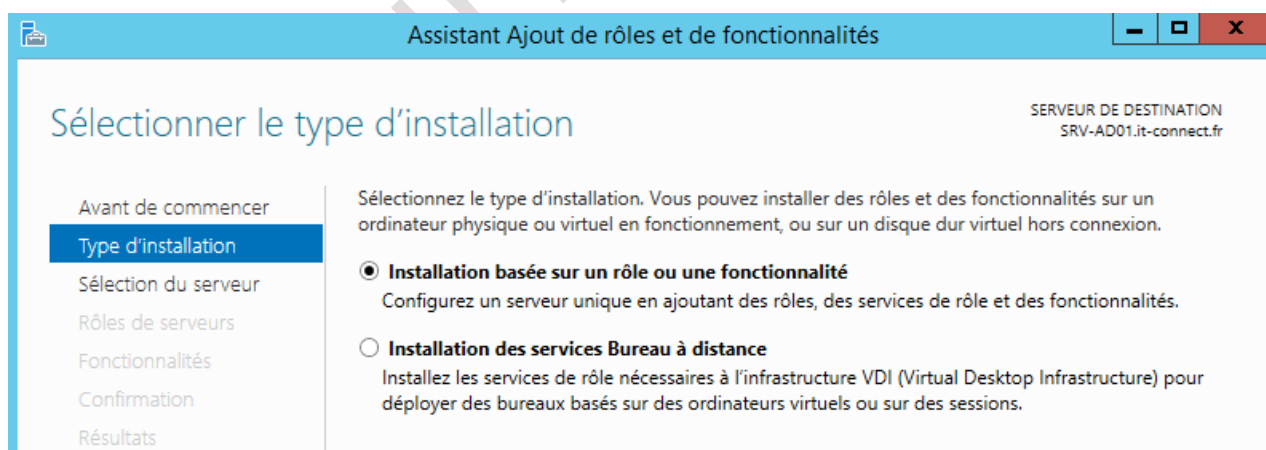 Assistant Ajout de rôles et de fonctionnalités
Sélectionner le type d’installation
SERVEUR DE DESTINATION
SRV-AD01.it-connect.fr
Avant de commencer
Type d’installation
Sélection du serveur
Rôles de serveurs
Fonctionnalités
Confirmation
Résultats
Sélectionnez le type d’installation. Vous pouvez installer des rôles et des fonctionnalités sur un
ordinateur physique ou virtuel en fonctionnement, ou sur un disque dur virtuel hors connexion.
Installation basée sur un rôle ou une fonctionnalité
Configurez un serveur unique en ajoutant des rôles, des services de rôle et des fonctionnalités.
Installation des services Bureau à distance
Installez les services de rôle nécessaires à l’infrastructure VDI (Virtual Desktop Infrastructure) pour
déployer des bureaux basés sur des ordinateurs virtuels ou sur des sessions.